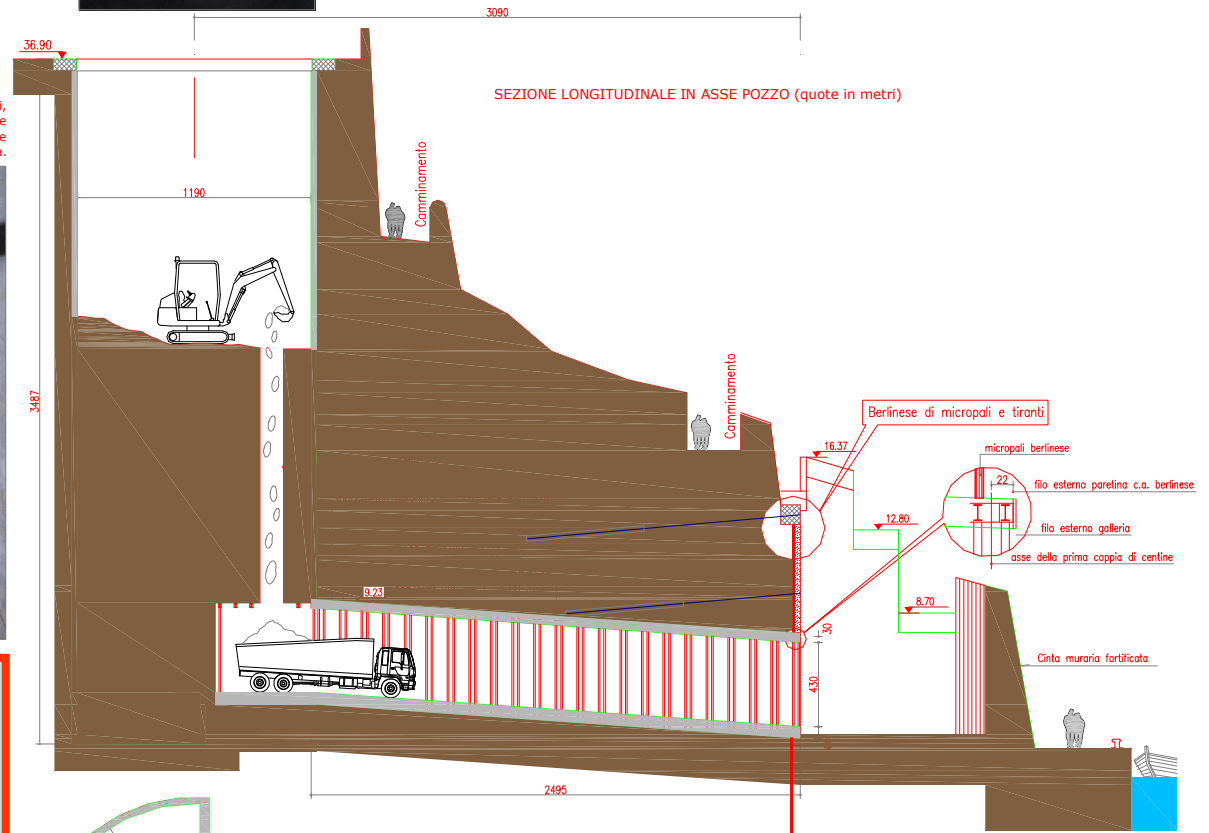 3090
36.90
SEZIONE LONGITUDINALE IN ASSE POZZO (quote in metri)
i,
e
e
a.
Camminamento
1190
Camminamento
3487
Berlinese di micropali e tiranti
16.37
micropali berlinese
22
filo esterno paretina c.a. berlinese
12.80
filo esterno galleria
asse della prima coppia di centine
9.23
8.70
30
Cinta muraria fortificata
430
2495